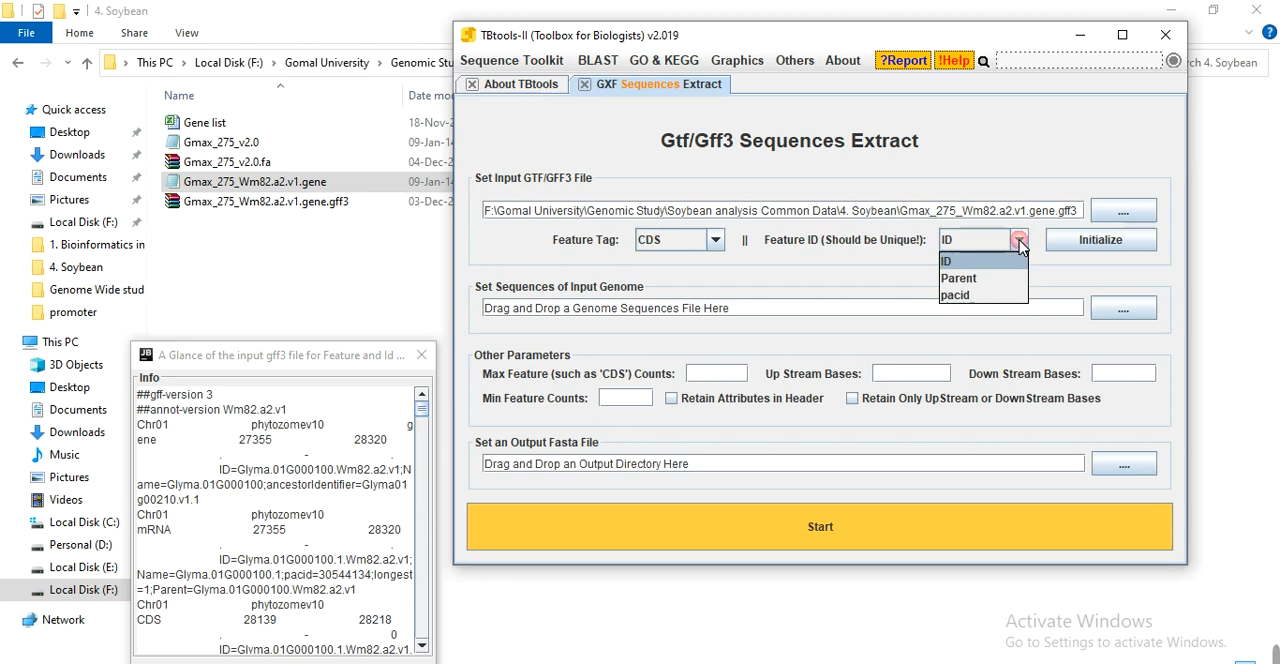 4. Soybean
File Home Share View
This PC > Local Disk (F:) > Gomal University > Genomic Stu
ch 4. Soybean
Quick access
Desktop
Downloads
Documents
Pictures
Local Disk (F:)
1. Bioinformatics in
4. Soybean
Genome Wide stud
promoter
This PC
3D Objects
Desktop
Documents
Downloads
Music
Pictures
Videos
Local Disk (C:)
Personal (D:)
Local Disk (E:)
Local Disk (F:)
Network
Name Date mo
Gene list 18-Nov-2
Gmax_275_v2.0 09-Jan-14
Gmax_275_v2.0.fa 04-Dec-2
Gmax_275_Wm82.a2.v1.gene 09-Jan-14
Gmax_275_Wm82.a2.v1.gene.gff3 03-Dec-2
A Glance of the input gff3 file for Feature and Id ...
Info
##gff-version 3
##annot-version Wm82.a2.v1
Chr01 phytozomev10 g
ene 27355 28320
. - .
ID=Glyma.01G000100.Wm82.a2.v1;N
ame=Glyma.01G000100;ancestorIdentifier=Glyma01
g00210.v1.1
Chr01 phytozomev10
mRNA 27355 28320
. - .
ID=Glyma.01G000100.1.Wm82.a2.v1;
Name=Glyma.01G000100.1;pacid=30544134;longest
=1;Parent=Glyma.01G000100.Wm82.a2.v1
Chr01 phytozomev10
CDS 28139 28218
. - 0
ID=Glyma.01G000100.1.Wm82.a2.v1.
TBtools-II (Toolbox for Biologists) v2.019
Sequence Toolkit BLAST GO & KEGG Graphics Others About ?Report !Help
About TBtools GXF Sequences Extract
Gtf/Gff3 Sequences Extract
Set Input GTF/GFF3 File
F:\Gomal University\Genomic Study\Soybean analysis Common Data\4. Soybean\Gmax_275_Wm82.a2.v1.gene.gff3 ....
Feature Tag: CDS || Feature ID (Should be Unique!): ID Initialize
ID
Parent
pacid
Set Sequences of Input Genome
Drag and Drop a Genome Sequences File Here ....
Other Parameters
Max Feature (such as 'CDS') Counts: Up Stream Bases: Down Stream Bases:
Min Feature Counts: Retain Attributes in Header Retain Only UpStream or DownStream Bases
Set an Output Fasta File
Drag and Drop an Output Directory Here ....
Start
Activate Windows
Go to Settings to activate Windows.